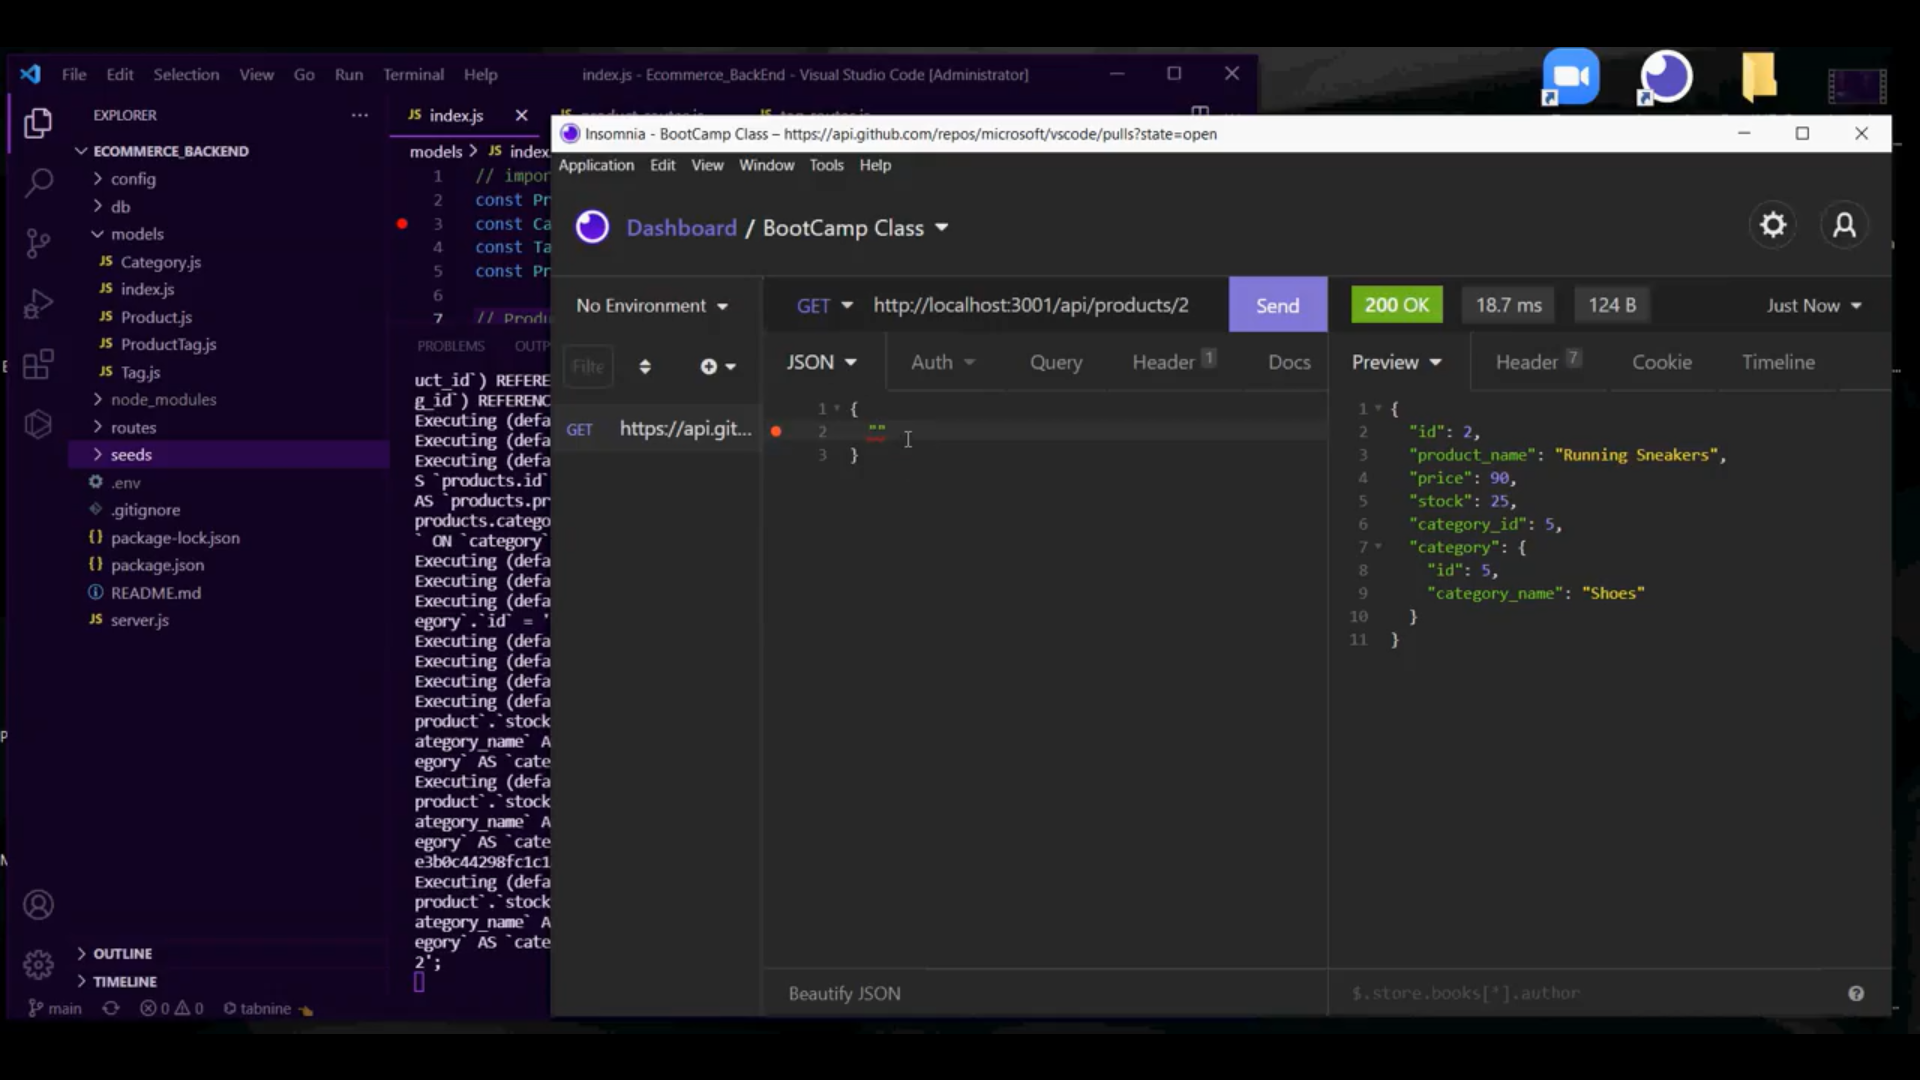 File Edit Selection View Go Run Terminal Help
index.js - Ecommerce_BackEnd - Visual Studio Code [Administrator]
EXPLORER
ECOMMERCE_BACKEND
config
db
models
JS Category.js
JS index.js
JS Product.js
JS ProductTag.js
JS Tag.js
node_modules
routes
seeds
.env
.gitignore
{} package-lock.json
{} package.json
README.md
JS server.js
OUTLINE
TIMELINE
main
0 0
tabnine
JS index.js
models > JS index
1 // impor
2 const Pr
3 const Ca
4 const Ta
5 const Pr
6
7 // Produ
PROBLEMS OUTP
uct_id`) REFERE
g_id`) REFERENC
Executing (defa
Executing (defa
Executing (defa
S `products.id`
AS `products.pr
products.catego
` ON `category`
Executing (defa
Executing (defa
Executing (defa
egory`.`id` = '
Executing (defa
Executing (defa
Executing (defa
Executing (defa
product`.`stock
ategory_name` A
egory` AS `cate
Executing (defa
product`.`stock
ategory_name` A
egory` AS `cate
e3b0c44298fc1c1
Executing (defa
product`.`stock
ategory_name` A
egory` AS `cate
2';
Insomnia - BootCamp Class – https://api.github.com/repos/microsoft/vscode/pulls?state=open
Application Edit View Window Tools Help
Dashboard / BootCamp Class
No Environment
Filte
GET https://api.git...
GET http://localhost:3001/api/products/2 Send
JSON Auth Query Header 1 Docs
1 {
2 ""
3 }
Beautify JSON
200 OK 18.7 ms 124 B Just Now
Preview Header 7 Cookie Timeline
1 {
2 "id": 2,
3 "product_name": "Running Sneakers",
4 "price": 90,
5 "stock": 25,
6 "category_id": 5,
7 "category": {
8 "id": 5,
9 "category_name": "Shoes"
10 }
11 }
$.store.books[*].author